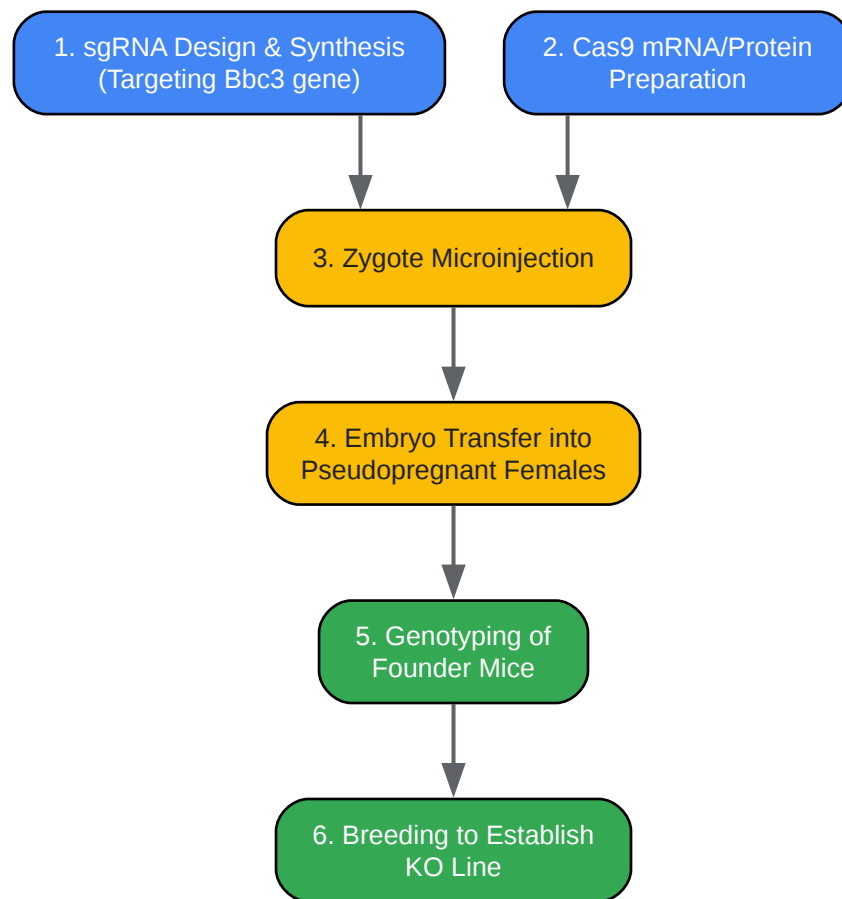 1. sgRNA Design & Synthesis
(Targeting Bbc3 gene)
2. Cas9 mRNA/Protein
Preparation
3. Zygote Microinjection
4. Embryo Transfer into
Pseudopregnant Females
5. Genotyping of
Founder Mice
6. Breeding to Establish
KO Line